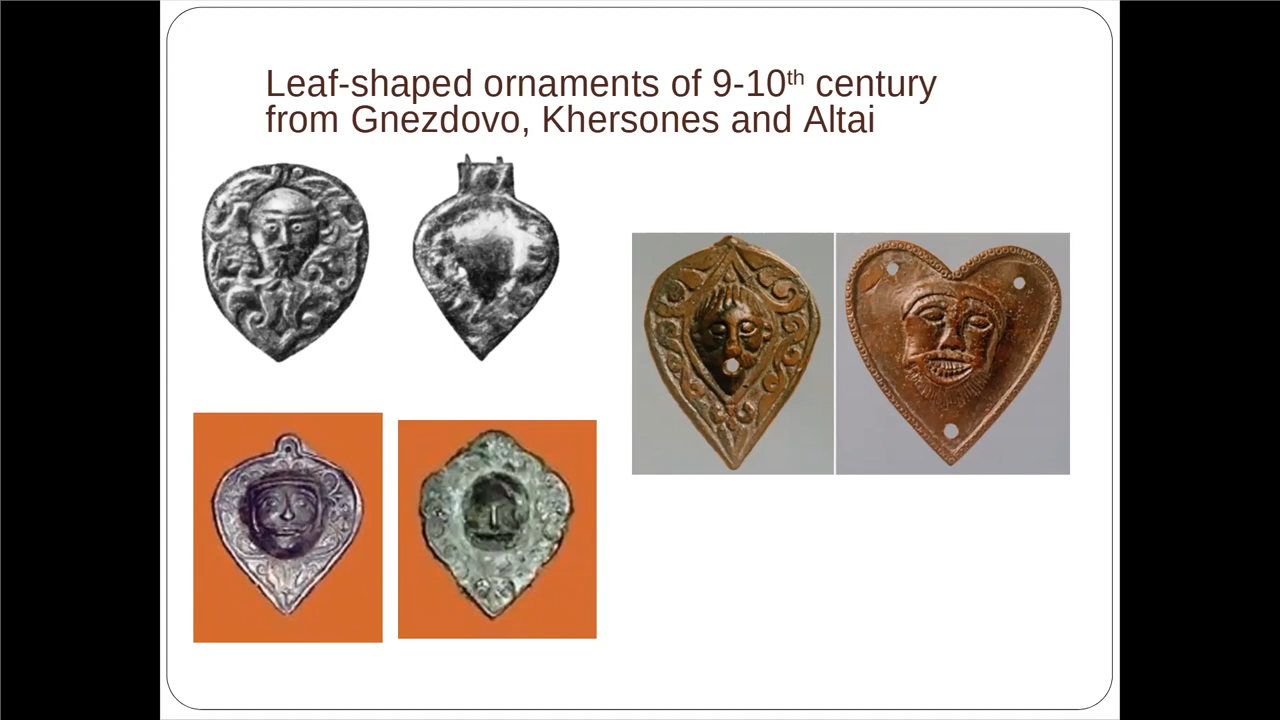 Leaf-shaped ornaments of 9-10th century
from Gnezdovo, Khersones and Altai